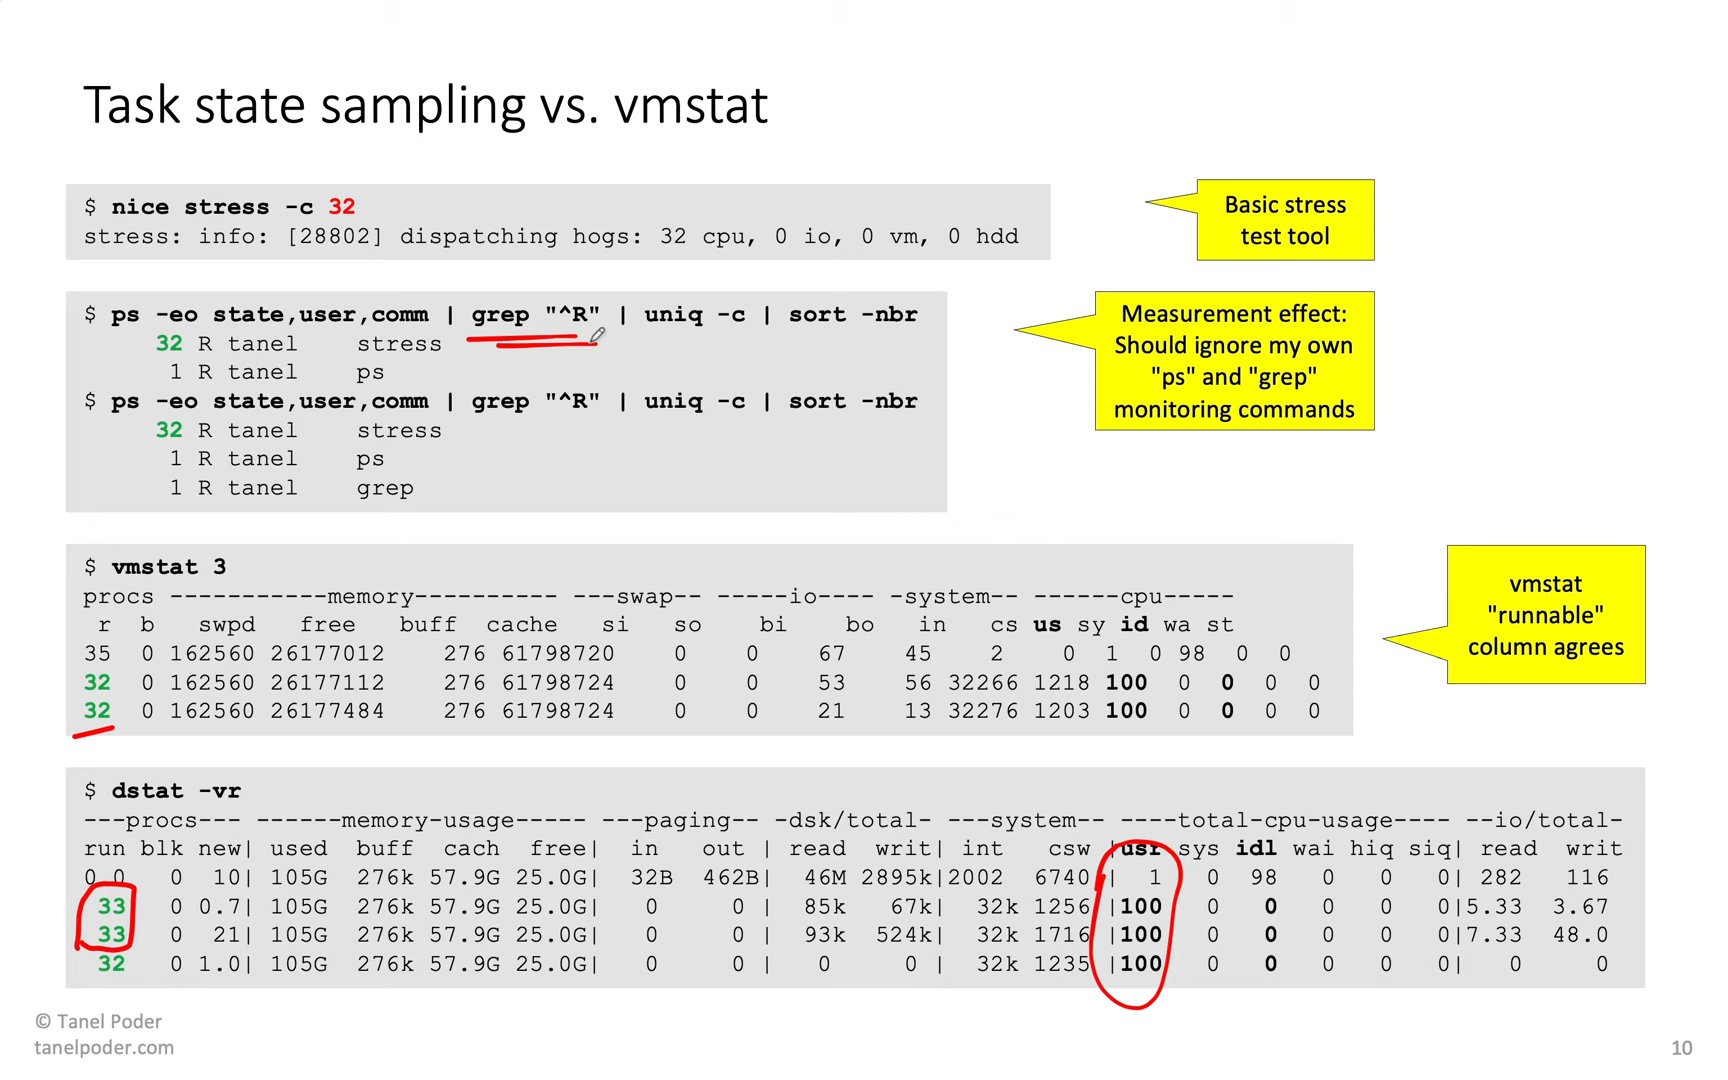 Task state sampling vs. vmstat
$ nice stress -c 32
stress: info: [28802] dispatching hogs: 32 cpu, 0 io, 0 vm, 0 hdd
Basic stress
test tool
$ ps -eo state,user,comm | grep "^R" | uniq -c | sort -nbr
32 R tanel stress
1 R tanel ps
$ ps -eo state,user,comm | grep "^R" | uniq -c | sort -nbr
32 R tanel stress
1 R tanel ps
1 R tanel grep
Measurement effect:
Should ignore my own
"ps" and "grep"
monitoring commands
$ vmstat 3
procs -----------memory---------- ---swap-- -----io---- -system-- ------cpu-----
r b swpd free buff cache si so bi bo in cs us sy id wa st
35 0 162560 26177012 276 61798720 0 0 67 45 2 0 1 0 98 0 0
32 0 162560 26177112 276 61798724 0 0 53 56 32266 1218 100 0 0 0 0
32 0 162560 26177484 276 61798724 0 0 21 13 32276 1203 100 0 0 0 0
vmstat
"runnable"
column agrees
$ dstat -vr
---procs--- ------memory-usage----- ---paging-- -dsk/total- ---system-- ----total-cpu-usage---- --io/total-
run blk new| used buff cach free| in out | read writ| int csw |usr sys idl wai hiq siq| read writ
0 0 0 10| 105G 276k 57.9G 25.0G| 32B 462B| 46M 2895k|2002 6740 | 1 0 98 0 0 0| 282 116
33 0 0.7| 105G 276k 57.9G 25.0G| 0 0 | 85k 67k| 32k 1256 |100 0 0 0 0 0|5.33 3.67
33 0 21| 105G 276k 57.9G 25.0G| 0 0 | 93k 524k| 32k 1716 |100 0 0 0 0 0|7.33 48.0
32 0 1.0| 105G 276k 57.9G 25.0G| 0 0 | 0 0 | 32k 1235 |100 0 0 0 0 0| 0 0
© Tanel Poder
tanelpoder.com
10